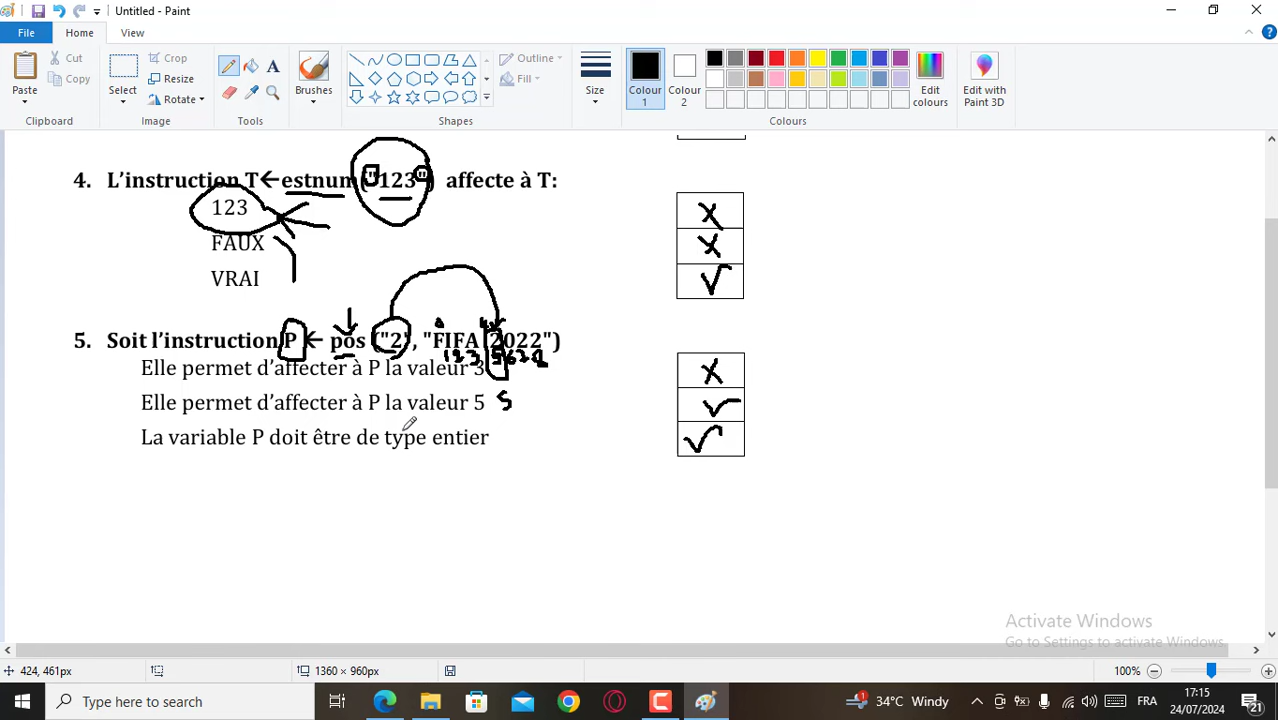 Untitled - Paint
File Home View
Paste Cut Copy Clipboard
Select Crop Resize Rotate Image
Tools
Brushes
Outline Fill Shapes
Size
Colour 1 Colour 2 Edit colours Colours
Edit with Paint 3D
4. L'instruction T←estnum ("123") affecte à T:
123 X
FAUX X
VRAI √
5. Soit l'instruction P ← pos ("2", "FIFA 2022")
Elle permet d'affecter à P la valeur 3 X
Elle permet d'affecter à P la valeur 5 5 √
La variable P doit être de type entier √
Activate Windows
Go to Settings to activate Windows.
424, 461px 1360 × 960px 100%
Type here to search 34°C Windy FRA 17:15 24/07/2024 21